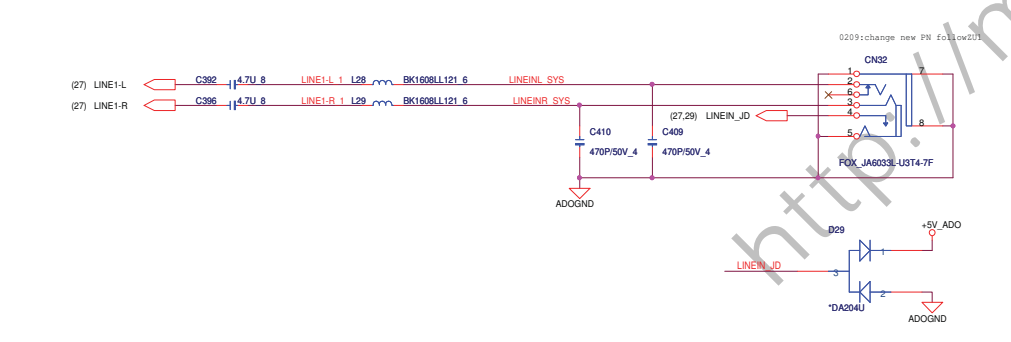 0209:change new PN followZU1
CN32
(27) LINE1-L C392 4.7U_8 LINE1-L_1 L28 BK1608LL121_6 LINEINL_SYS 1 7
2
(27) LINE1-R C396 4.7U_8 LINE1-R_1 L29 BK1608LL121_6 LINEINR_SYS 6
3
(27,29) LINEIN_JD 4
8
C410 C409 5
470P/50V_4 470P/50V_4
FOX_JA6033L-U3T4-7F
ADOGND
+5V_ADO
D29
1
LINEIN_JD 3
2
*DA204U
ADOGND
http://m